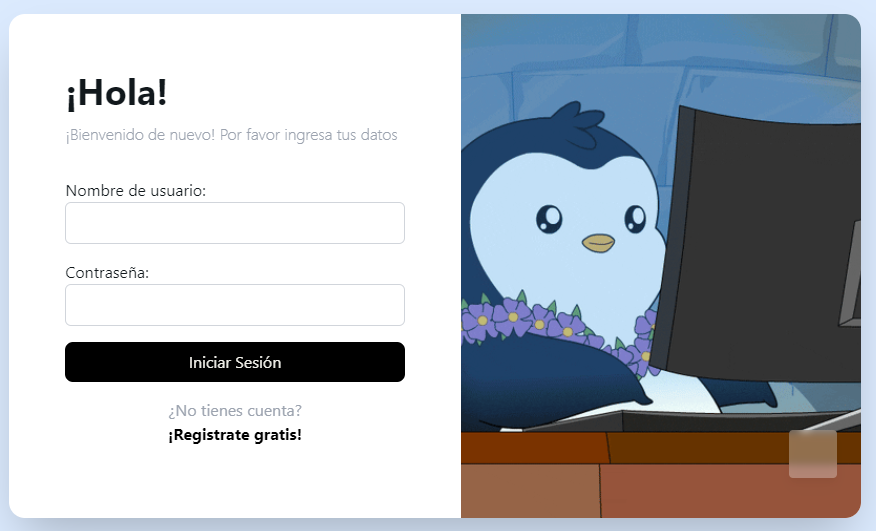 ¡Hola!
¡Bienvenido de nuevo! Por favor ingresa tus datos
Nombre de usuario:
Contraseña:
Iniciar Sesión
¿No tienes cuenta?
¡Registrate gratis!